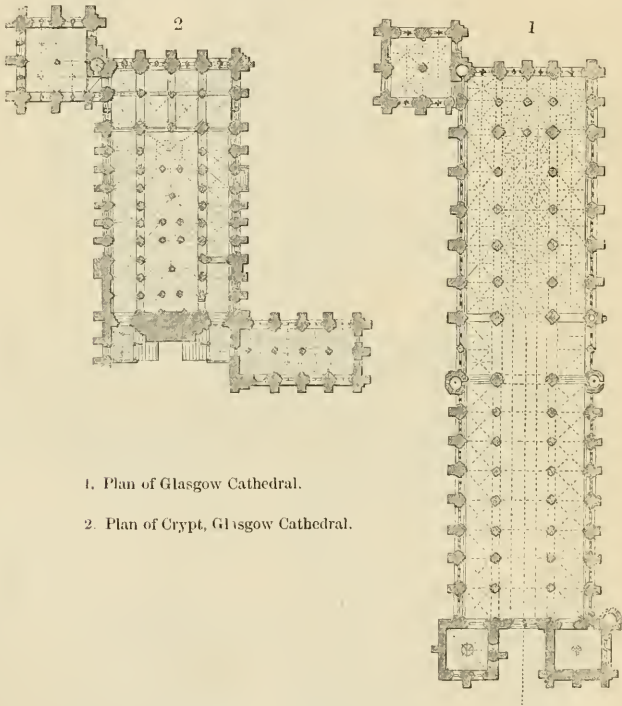 2
1
1. Plan of Glasgow Cathedral.
2. Plan of Crypt, Glasgow Cathedral.